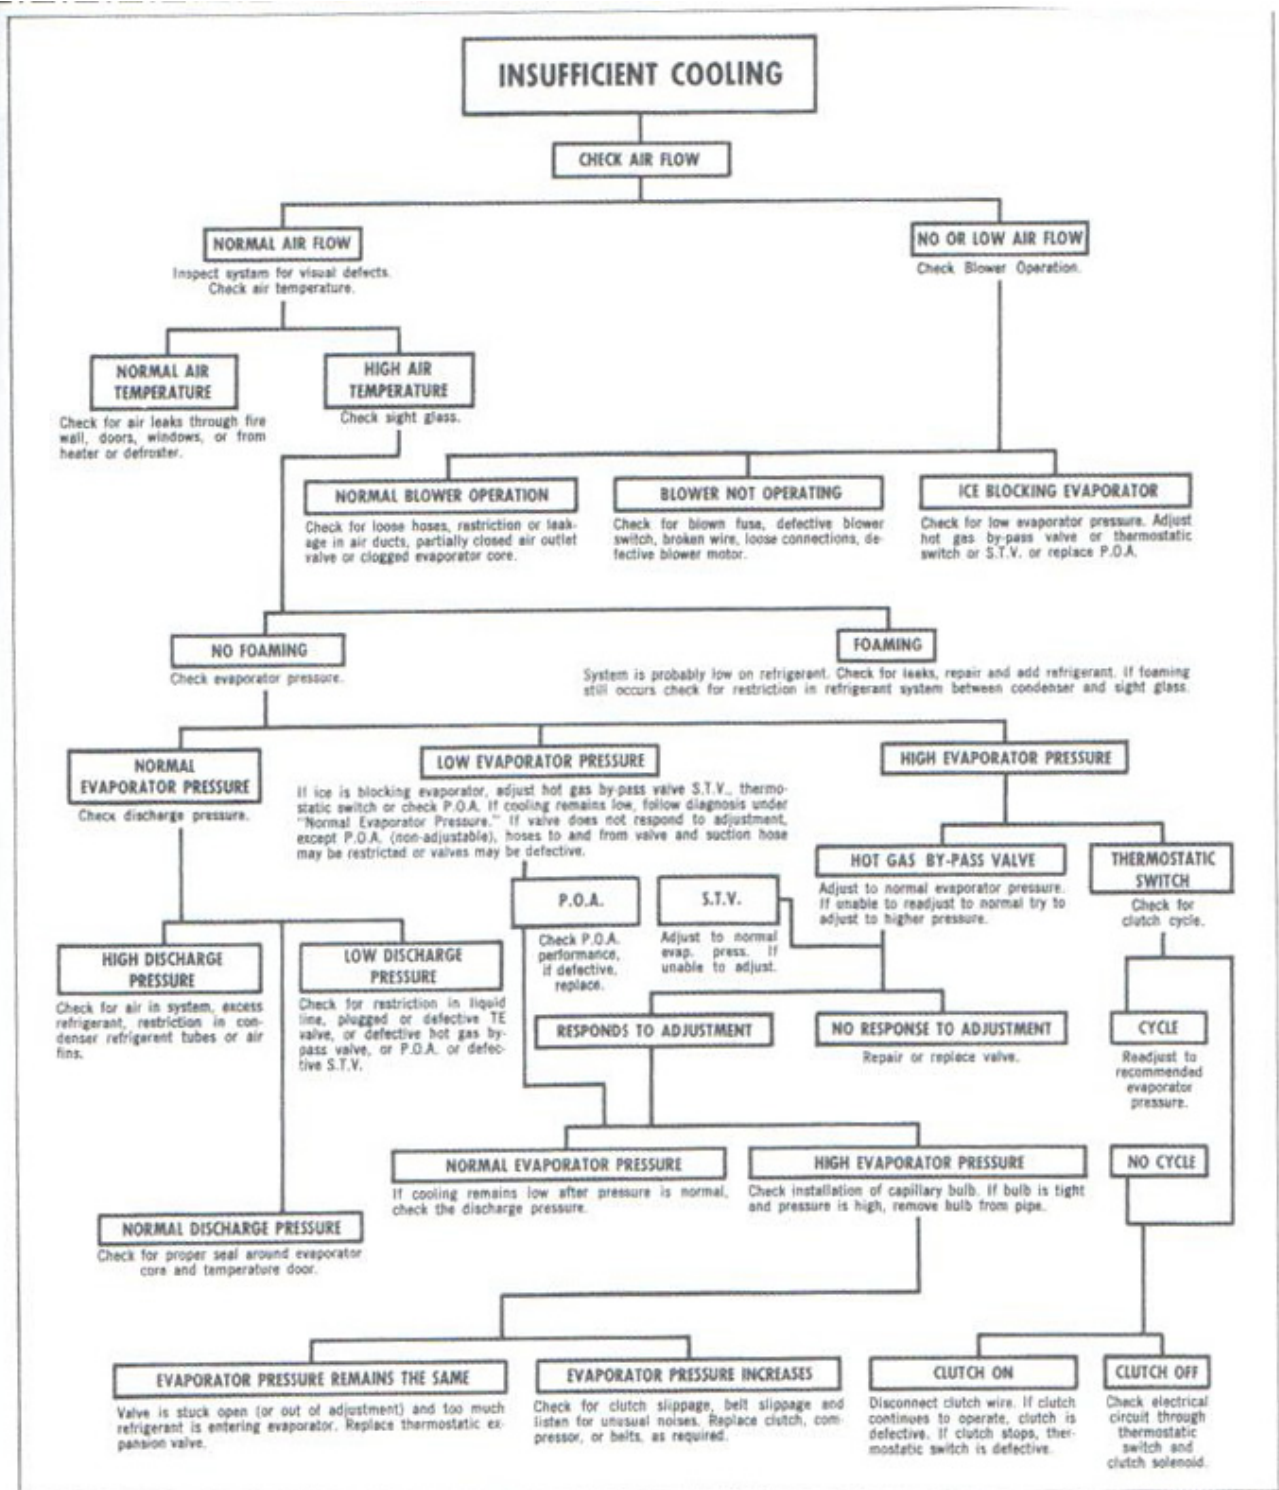 INSUFFICIENT COOLING
CHECK AIR FLOW
NORMAL AIR FLOW
Inspect system for visual defects.
Check air temperature.
NO OR LOW AIR FLOW
Check Blower Operation.
NORMAL AIR
TEMPERATURE
Check for air leaks through fire
wall, doors, windows, or from
heater or defroster.
HIGH AIR
TEMPERATURE
Check sight glass.
NORMAL BLOWER OPERATION
Check for loose hoses, restriction or leak-
age in air ducts, partially closed air outlet
valve or clogged evaporator core.
BLOWER NOT OPERATING
Check for blown fuse, defective blower
switch, broken wire, loose connections, de-
fective blower motor.
ICE BLOCKING EVAPORATOR
Check for low evaporator pressure. Adjust
hot gas by-pass valve or thermostatic
switch or S.T.V. or replace P.O.A.
NO FOAMING
Check evaporator pressure.
FOAMING
System is probably low on refrigerant. Check for leaks, repair and add refrigerant. If foaming
still occurs check for restriction in refrigerant system between condenser and sight glass.
NORMAL
EVAPORATOR PRESSURE
Check discharge pressure.
LOW EVAPORATOR PRESSURE
If ice is blocking evaporator, adjust hot gas by-pass valve S.T.V., thermo-
static switch or check P.O.A. If cooling remains low, follow diagnosis under
"Normal Evaporator Pressure." If valve does not respond to adjustment,
except P.O.A. (non-adjustable), hoses to and from valve and suction hose
may be restricted or valves may be defective.
HIGH EVAPORATOR PRESSURE
HOT GAS BY-PASS VALVE
Adjust to normal evaporator pressure.
If unable to readjust to normal try to
adjust to higher pressure.
THERMOSTATIC
SWITCH
Check for
clutch cycle.
P.O.A.
Check P.O.A.
performance,
if defective,
replace.
S.T.V.
Adjust to normal
evap. press. If
unable to adjust.
HIGH DISCHARGE
PRESSURE
Check for air in system, excess
refrigerant, restriction in con-
denser refrigerent tubes or air
fins.
LOW DISCHARGE
PRESSURE
Check for restriction in liquid
line, plugged or defective TE
valve, or defective hot gas by-
pass valve, or P.O.A. or defec-
tive S.T.V.
RESPONDS TO ADJUSTMENT
NO RESPONSE TO ADJUSTMENT
Repair or replace valve.
CYCLE
Readjust to
recommended
evaporator
pressure.
NORMAL EVAPORATOR PRESSURE
If cooling remains low after pressure is normal,
check the discharge pressure.
HIGH EVAPORATOR PRESSURE
Check installation of capillary bulb. If bulb is tight
and pressure is high, remove bulb from pipe.
NO CYCLE
NORMAL DISCHARGE PRESSURE
Check for proper seal around evaporator
core and temperature door.
EVAPORATOR PRESSURE REMAINS THE SAME
Valve is stuck open (or out of adjustment) and too much
refrigerant is entering evaporator. Replace thermostatic ex-
pansion valve.
EVAPORATOR PRESSURE INCREASES
Check for clutch slippage, belt slippage and
listen for unusual noises. Replace clutch, com-
pressor, or belts, as required.
CLUTCH ON
Disconnect clutch wire. If clutch
continues to operate, clutch is
defective. If clutch stops, ther-
mostatic switch is defective.
CLUTCH OFF
Check electrical
circuit through
thermostatic
switch and
clutch solenoid.